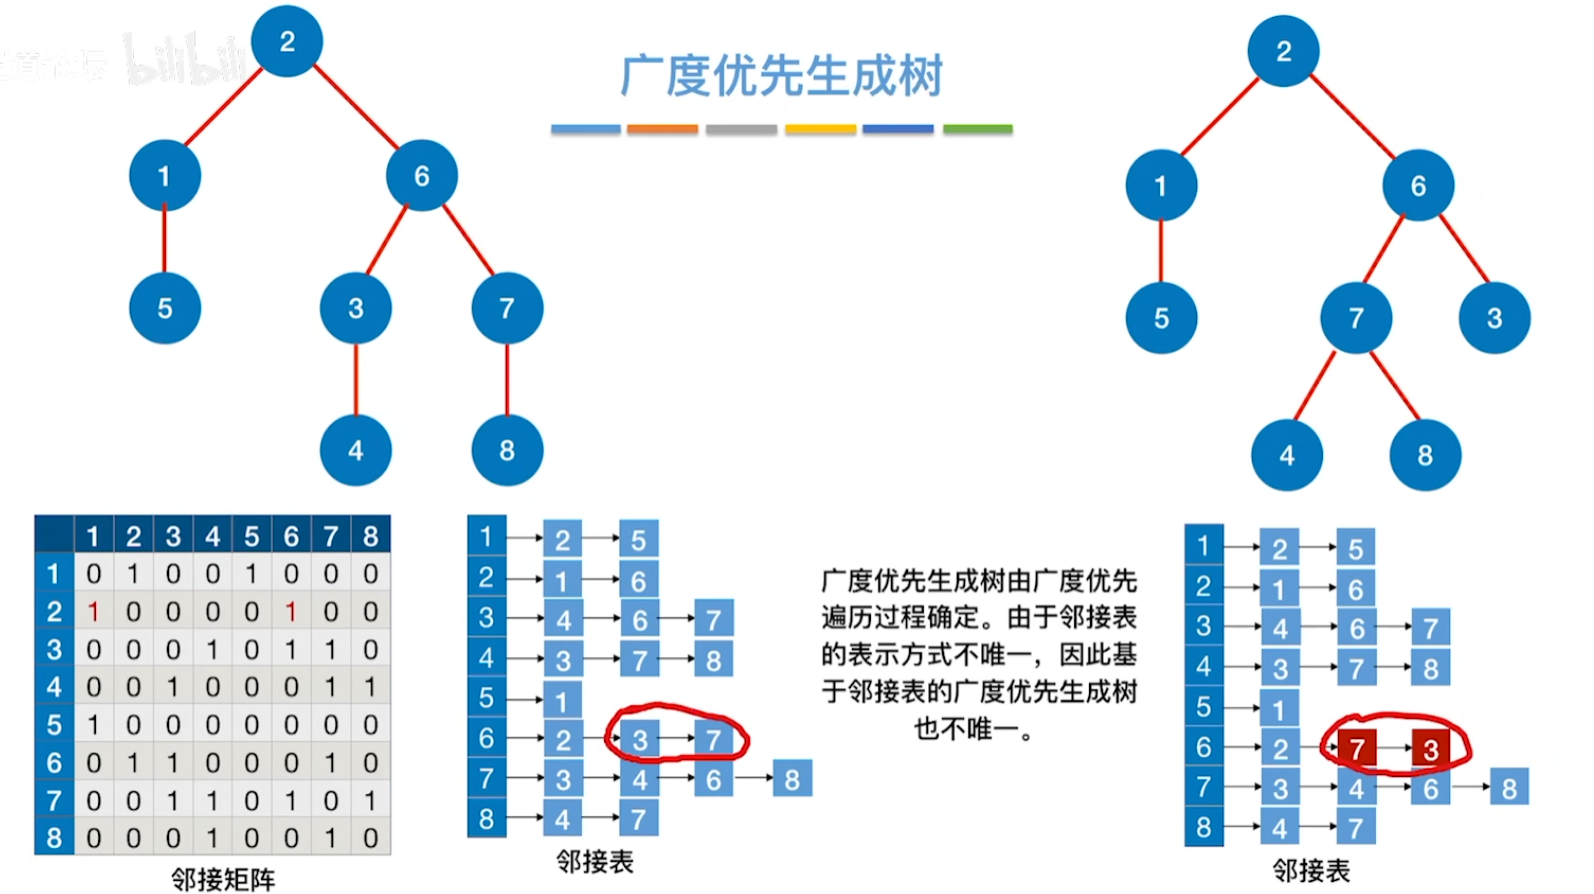 bilibili
广度优先生成树
2
1 6
5 3 7
4 8
2
1 6
5 7 3
4 8
1 2 3 4 5 6 7 8
1 0 1 0 0 1 0 0 0
2 1 0 0 0 0 1 0 0
3 0 0 0 1 0 1 1 0
4 0 0 1 0 0 0 1 1
5 1 0 0 0 0 0 0 0
6 0 1 1 0 0 0 1 0
7 0 0 1 1 0 1 0 1
8 0 0 0 1 0 0 1 0
邻接矩阵
1 2 5
2 1 6
3 4 6 7
4 3 7 8
5 1
6 2 3 7
7 3 4 6 8
8 4 7
邻接表
广度优先生成树由广度优先
遍历过程确定。由于邻接表
的表示方式不唯一，因此基
于邻接表的广度优先生成树
也不唯一。
1 2 5
2 1 6
3 4 6 7
4 3 7 8
5 1
6 2 7 3
7 3 4 6 8
8 4 7
邻接表